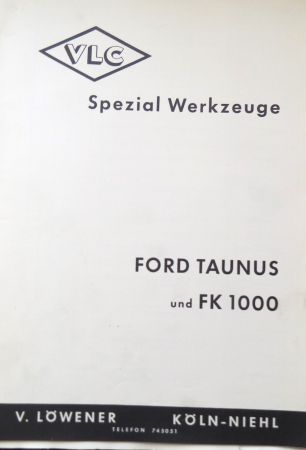 VLC
Spezial Werkzeuge
FORD TAUNUS
und FK 1000
V. LÖWENER KÖLN-NIEHL
TELEFON 745051